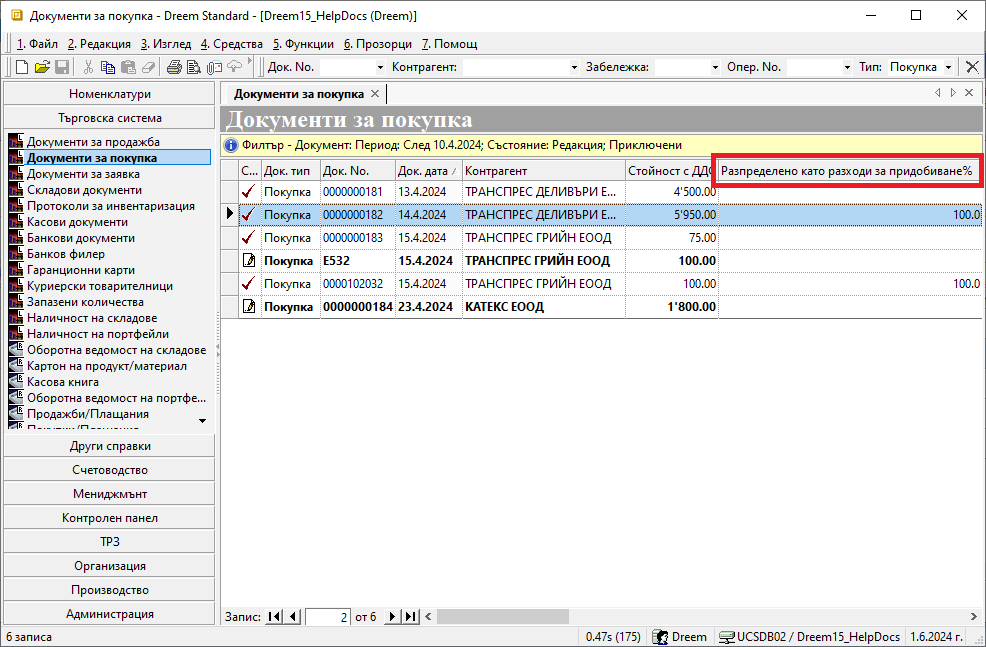 Документи за покупка - Dreem Standard - [Dreem15_HelpDocs (Dreem)]
1. Файл 2. Редакция 3. Изглед 4. Средства 5. Функции 6. Прозорци 7. Помощ
Док. No. Контрагент: Забележка: Опер. No. Тип: Покупка
Номенклатури
Търговска система
Документи за продажба
Документи за покупка
Документи за заявка
Складови документи
Протоколи за инвентаризация
Касови документи
Банкови документи
Банков филер
Гаранционни карти
Куриерски товарителници
Запазени количества
Наличност на складове
Наличност на портфейли
Оборотна ведомост на складове
Картон на продукт/материал
Касова книга
Оборотна ведомост на портфе...
Продажби/Плащания
Покупки/Плащания
Други справки
Счетоводство
Мениджмънт
Контролен панел
ТРЗ
Организация
Производство
Администрация
Документи за покупка
Документи за покупка
Филтър - Документ: Период: След 10.4.2024; Състояние: Редакция; Приключени
С... Док. тип Док. No. Док. дата Контрагент Стойност с ДДС Разпределено като разходи за придобиване%
Покупка 0000000181 13.4.2024 ТРАНСПРЕС ДЕЛИВЪРИ Е... 4'500.00
Покупка 0000000182 14.4.2024 ТРАНСПРЕС ДЕЛИВЪРИ Е... 5'950.00 100.0
Покупка 0000000183 15.4.2024 ТРАНСПРЕС ГРИЙН ЕООД 75.00
Покупка E532 15.4.2024 ТРАНСПРЕС ГРИЙН ЕООД 100.00
Покупка 0000102032 15.4.2024 ТРАНСПРЕС ГРИЙН ЕООД 100.00 100.0
Покупка 0000000184 23.4.2024 КАТЕКС ЕООД 1'800.00
Запис: 2 от 6
6 записа 0.47s (175) Dreem UCSDB02 / Dreem15_HelpDocs 1.6.2024 г.